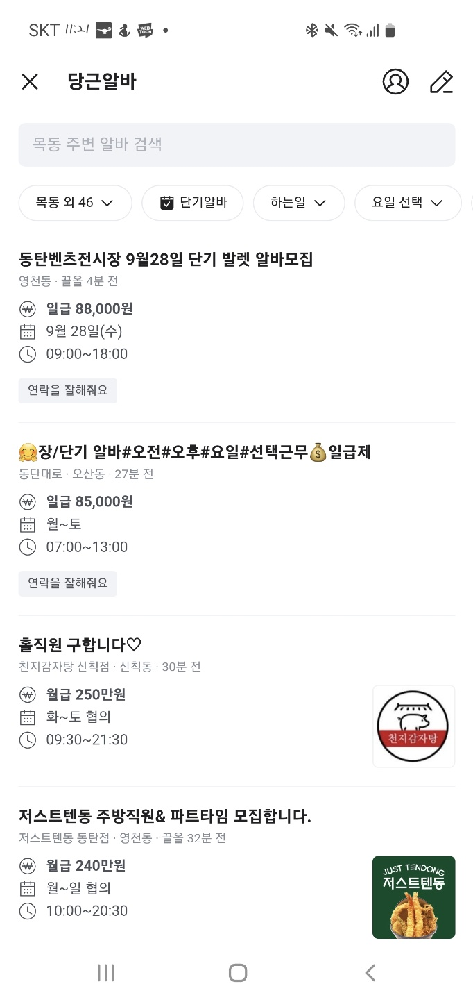 SKT 11:21 WEB TOON
당근알바
목동 주변 알바 검색
목동 외 46 단기알바 하는일 요일 선택
동탄벤츠전시장 9월28일 단기 발렛 알바모집
영천동 · 끌올 4분 전
일급 88,000원
9월 28일(수)
09:00~18:00
연락을 잘해줘요
🤗장/단기 알바#오전#오후#요일#선택근무💰일급제
동탄대로 · 오산동 · 27분 전
일급 85,000원
월~토
07:00~13:00
연락을 잘해줘요
홀직원 구합니다♡
천지감자탕 산척점 · 산척동 · 30분 전
월급 250만원
화~토 협의
09:30~21:30
천지감자탕
저스트텐동 주방직원& 파트타임 모집합니다.
저스트텐동 동탄점 · 영천동 · 끌올 32분 전
월급 240만원
월~일 협의
10:00~20:30
JUST TENDONG
저스트텐동